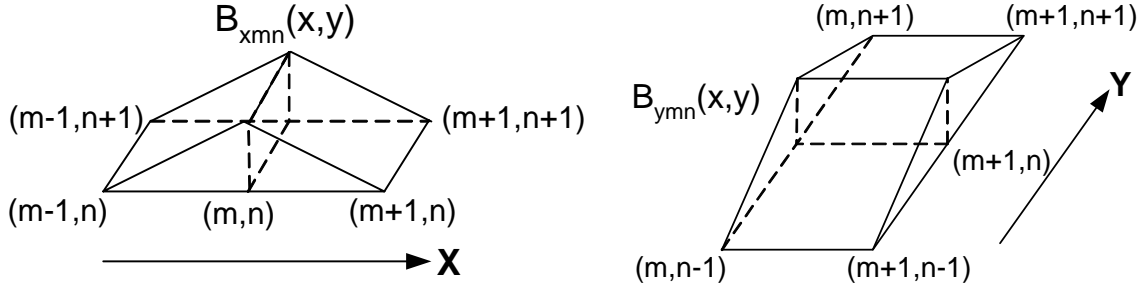 B_xmn(x,y)
(m-1,n+1)
(m+1,n+1)
(m-1,n)
(m,n)
(m+1,n)
X
(m,n+1)
(m+1,n+1)
B_ymn(x,y)
Y
(m+1,n)
(m,n-1)
(m+1,n-1)